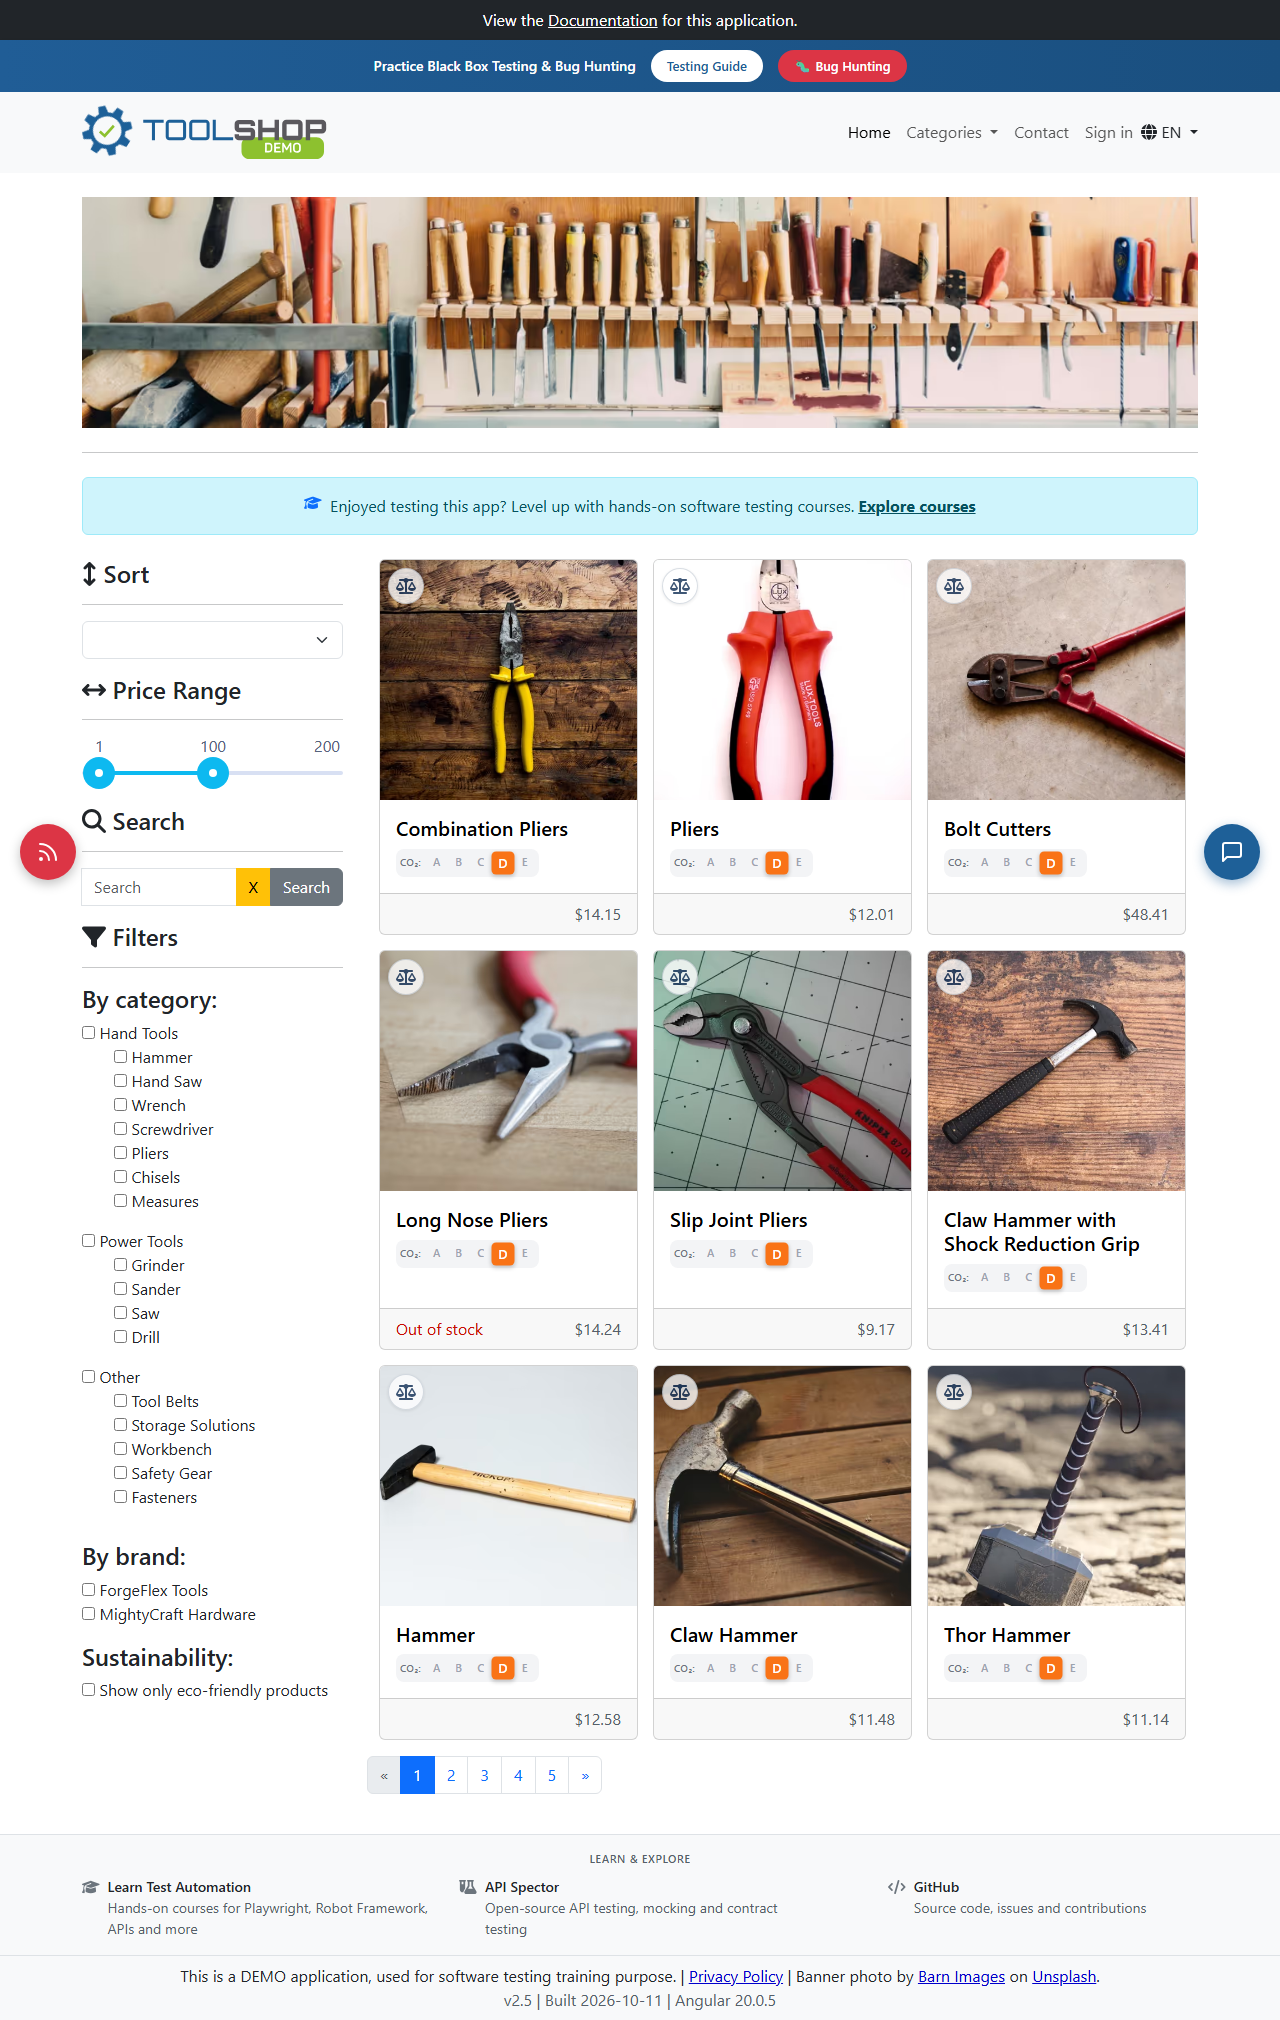 View the Documentation for this application.
Practice Black Box Testing & Bug Hunting
Testing Guide
Bug Hunting
TOOLSHOP
DEMO
Home
Categories
Contact
Sign in
EN
Enjoyed testing this app? Level up with hands-on software testing courses. Explore courses
Sort
Price Range
1
100
200
Search
Search
X
Search
Filters
By category:
Hand Tools
Hammer
Hand Saw
Wrench
Screwdriver
Pliers
Chisels
Measures
Power Tools
Grinder
Sander
Saw
Drill
Other
Tool Belts
Storage Solutions
Workbench
Safety Gear
Fasteners
By brand:
ForgeFlex Tools
MightyCraft Hardware
Sustainability:
Show only eco-friendly products
Combination Pliers
CO₂: A B C D E
$14.15
LUX-TOOLS
Pliers
CO₂: A B C D E
$12.01
Bolt Cutters
CO₂: A B C D E
$48.41
Long Nose Pliers
CO₂: A B C D E
Out of stock
$14.24
KNIPEX 87 01
Slip Joint Pliers
CO₂: A B C D E
$9.17
Claw Hammer with
Shock Reduction Grip
CO₂: A B C D E
$13.41
Hammer
CO₂: A B C D E
$12.58
Claw Hammer
CO₂: A B C D E
$11.48
Thor Hammer
CO₂: A B C D E
$11.14
« 1 2 3 4 5 »
LEARN & EXPLORE
Learn Test Automation
Hands-on courses for Playwright, Robot Framework,
APIs and more
API Spector
Open-source API testing, mocking and contract
testing
GitHub
Source code, issues and contributions
This is a DEMO application, used for software testing training purpose. | Privacy Policy | Banner photo by Barn Images on Unsplash.
v2.5 | Built 2026-10-11 | Angular 20.0.5